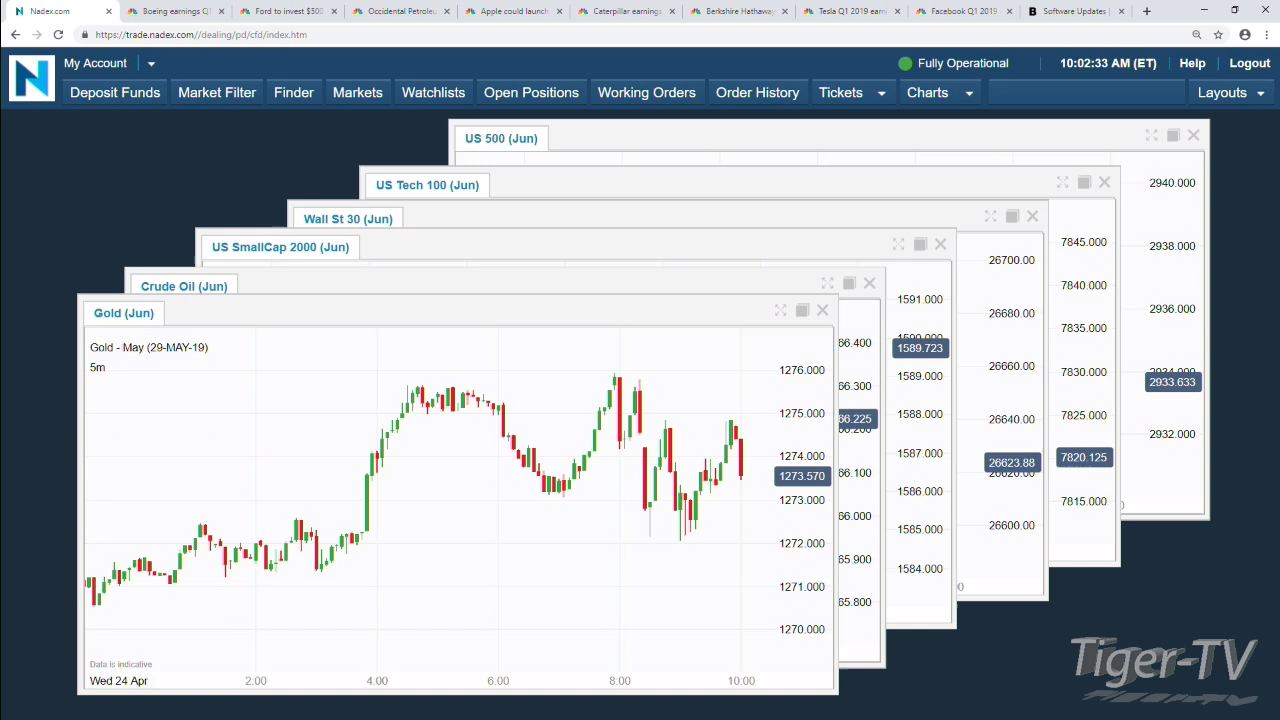 Nadex.com
Boeing earnings Q1
Ford to invest $500
Occidental Petroleu
Apple could launch
Caterpillar earnings
Berkshire Hathaway
Tesla Q1 2019 earni
Facebook Q1 2019
Software Updates |
https://trade.nadex.com//dealing/pd/cfd/index.htm
My Account
Fully Operational
10:02:33 AM (ET)
Help
Logout
Deposit Funds
Market Filter
Finder
Markets
Watchlists
Open Positions
Working Orders
Order History
Tickets
Charts
Layouts
US 500 (Jun)
2940.000
2938.000
2936.000
2934.000
2933.633
2932.000
US Tech 100 (Jun)
7845.000
7840.000
7835.000
7830.000
7825.000
7820.125
7815.000
Wall St 30 (Jun)
26700.00
26680.00
26660.00
26640.00
26623.88
26620.00
26600.00
US SmallCap 2000 (Jun)
1591.000
1590.000
1589.723
1589.000
1588.000
1587.000
1586.000
1585.000
1584.000
Crude Oil (Jun)
66.400
66.300
66.225
66.200
66.100
66.000
65.900
65.800
Gold (Jun)
Gold - May (29-MAY-19)
5m
1276.000
1275.000
1274.000
1273.570
1273.000
1272.000
1271.000
1270.000
Data is indicative
Wed 24 Apr
2:00
4:00
6:00
8:00
10:00
Tiger-TV